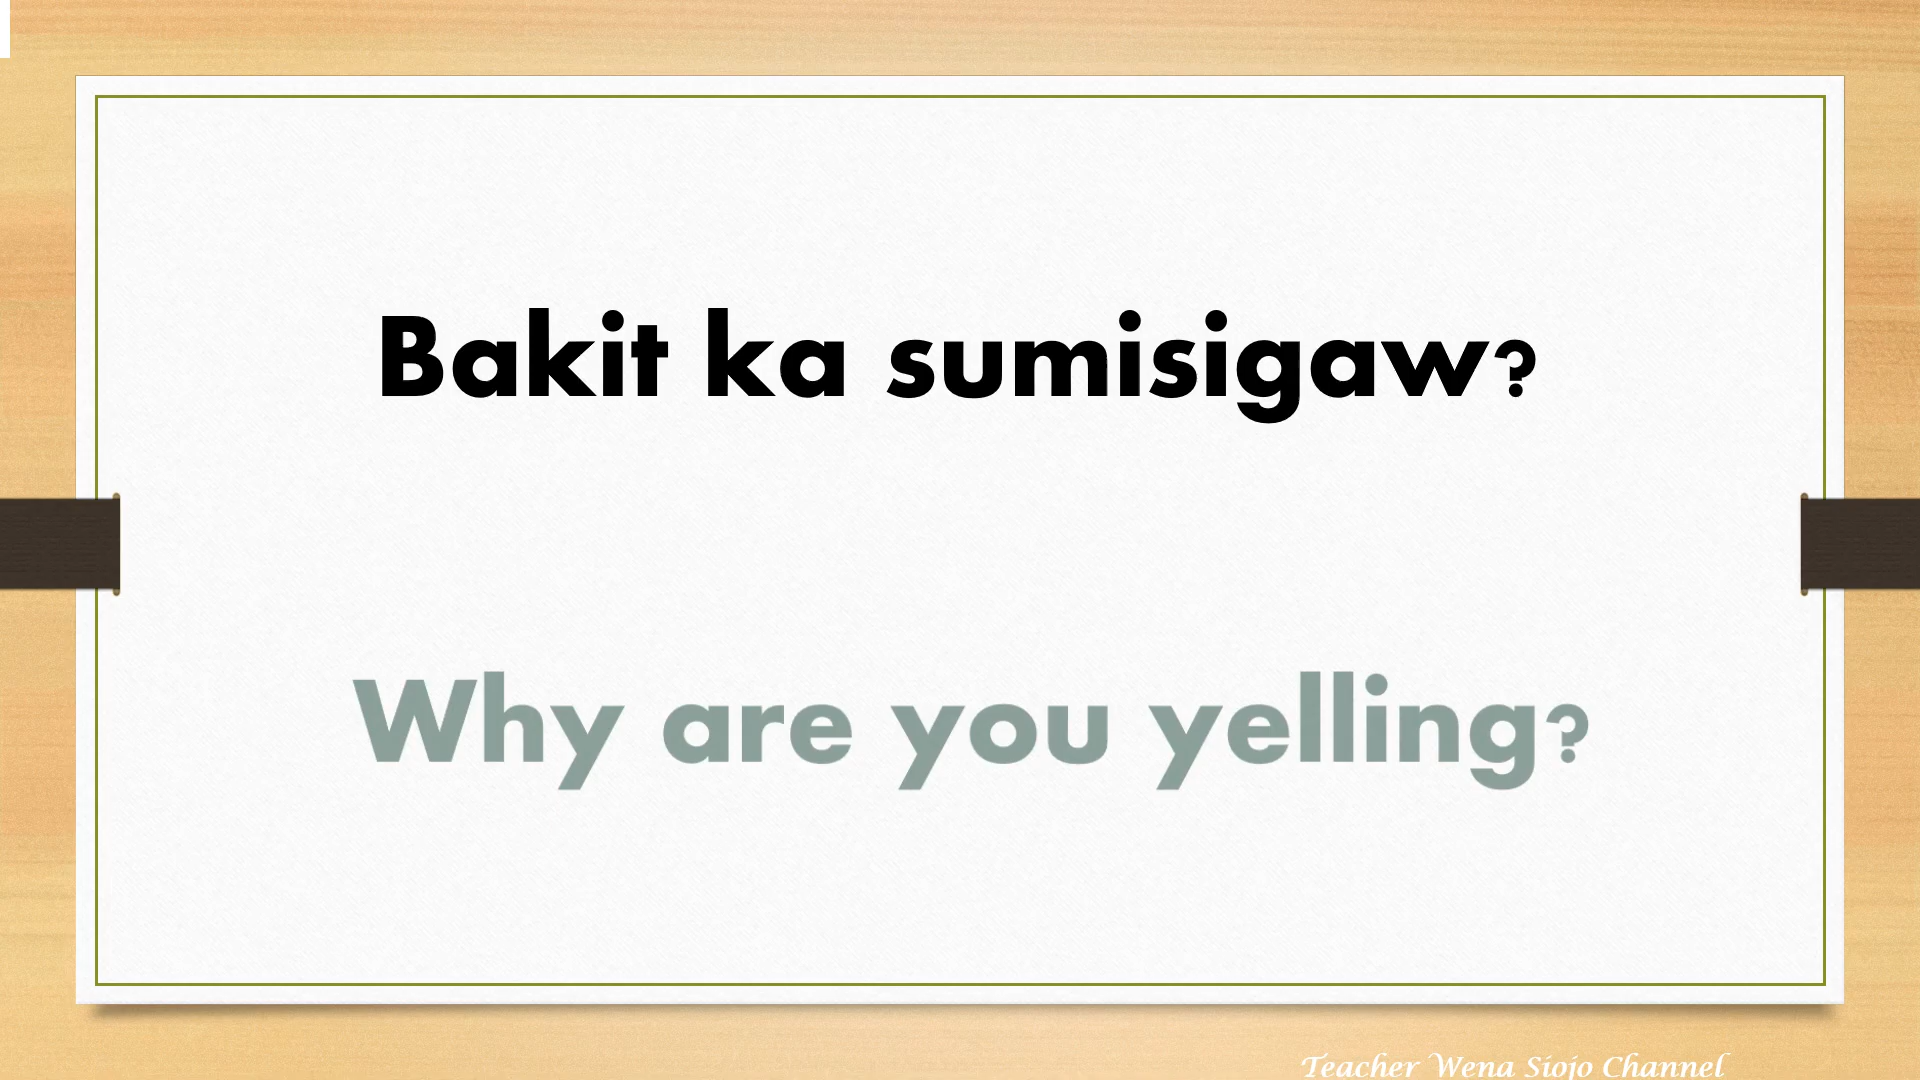 Bakit ka sumisigaw?
Why are you yelling?
Teacher Wena Siojo Channel